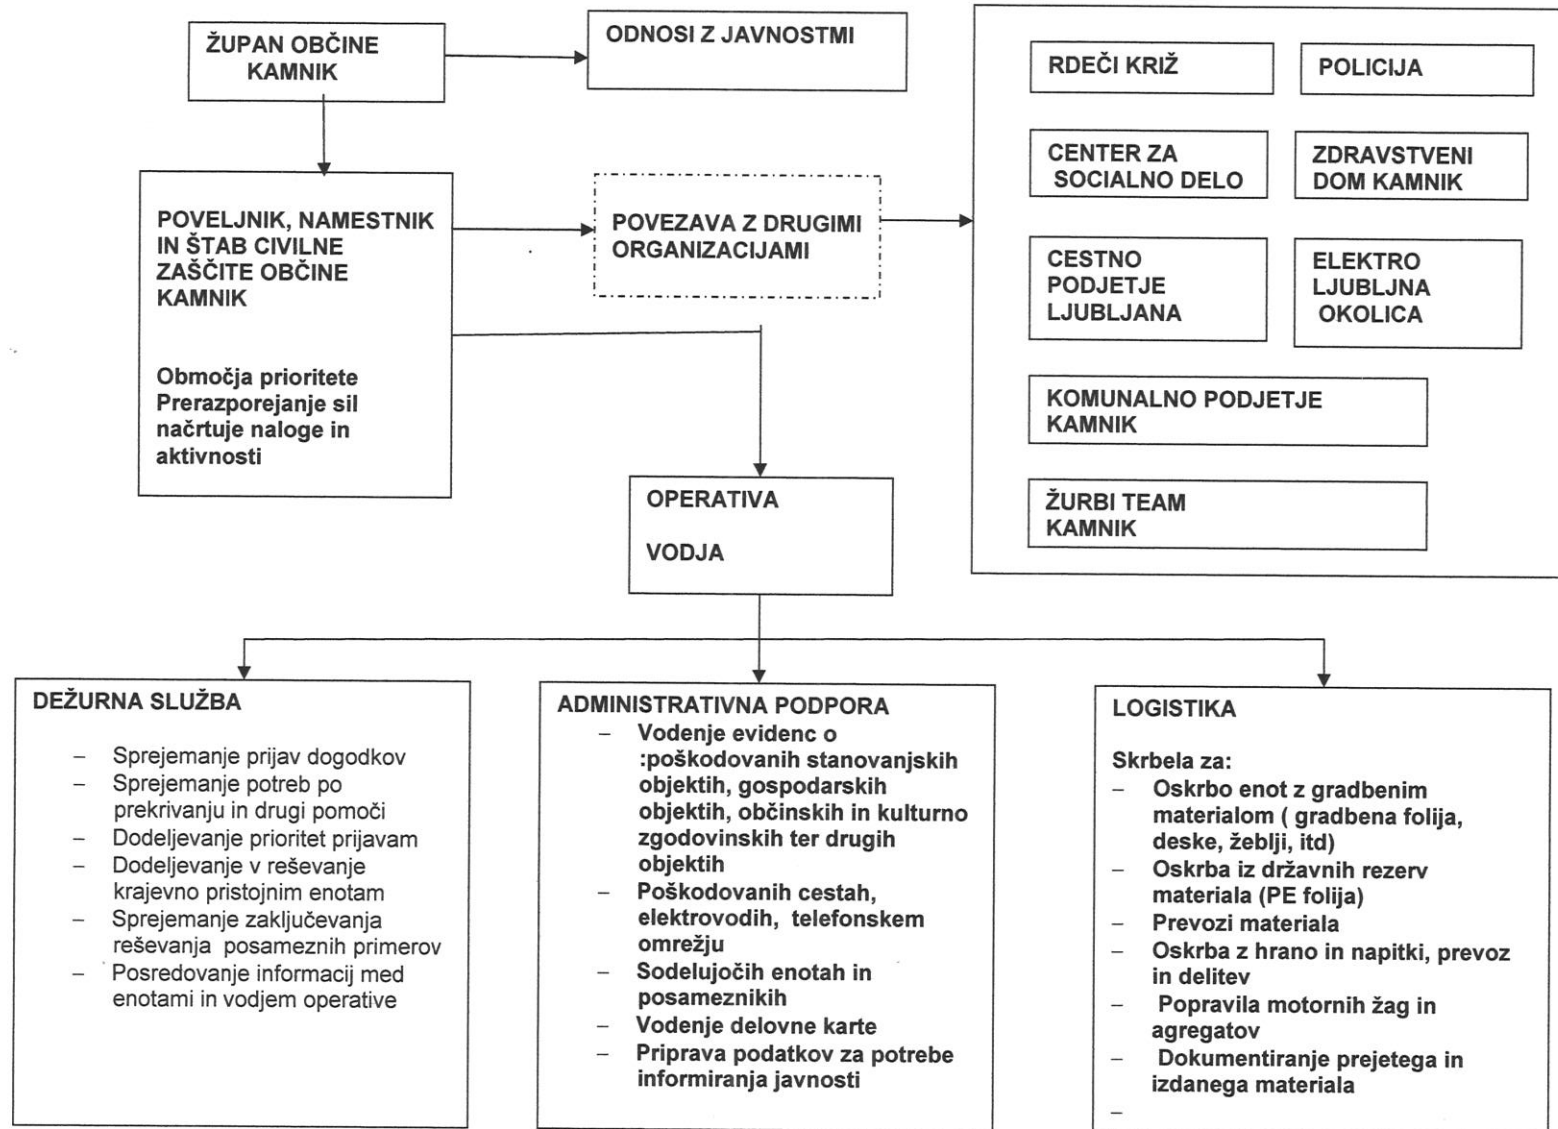 ŽUPAN OBČINE
KAMNIK
ODNOSI Z JAVNOSTMI
POVELJNIK, NAMESTNIK
IN ŠTAB CIVILNE
ZAŠČITE OBČINE
KAMNIK
Območja prioritete
Prerazporejanje sil
načrtuje naloge in
aktivnosti
POVEZAVA Z DRUGIMI
ORGANIZACIJAMI
RDEČI KRIŽ
POLICIJA
CENTER ZA
SOCIALNO DELO
ZDRAVSTVENI
DOM KAMNIK
CESTNO
PODJETJE
LJUBLJANA
ELEKTRO
LJUBLJNA
OKOLICA
KOMUNALNO PODJETJE
KAMNIK
ŽURBI TEAM
KAMNIK
OPERATIVA
VODJA
DEŽURNA SLUŽBA
– Sprejemanje prijav dogodkov
– Sprejemanje potreb po
prekrivanju in drugi pomoči
– Dodeljevanje prioritet prijavam
– Dodeljevanje v reševanje
krajevno pristojnim enotam
– Sprejemanje zaključevanja
reševanja posameznih primerov
– Posredovanje informacij med
enotami in vodjem operative
ADMINISTRATIVNA PODPORA
– Vodenje evidenc o
:poškodovanih stanovanjskih
objektih, gospodarskih
objektih, občinskih in kulturno
zgodovinskih ter drugih
objektih
– Poškodovanih cestah,
elektrovodih, telefonskem
omrežju
– Sodelujočih enotah in
posameznikih
– Vodenje delovne karte
– Priprava podatkov za potrebe
informiranja javnosti
LOGISTIKA
Skrbela za:
– Oskrbo enot z gradbenim
materialom ( gradbena folija,
deske, žeblji, itd)
– Oskrba iz državnih rezerv
materiala (PE folija)
– Prevozi materiala
– Oskrba z hrano in napitki, prevoz
in delitev
– Popravila motornih žag in
agregatov
– Dokumentiranje prejetega in
izdanega materiala
–